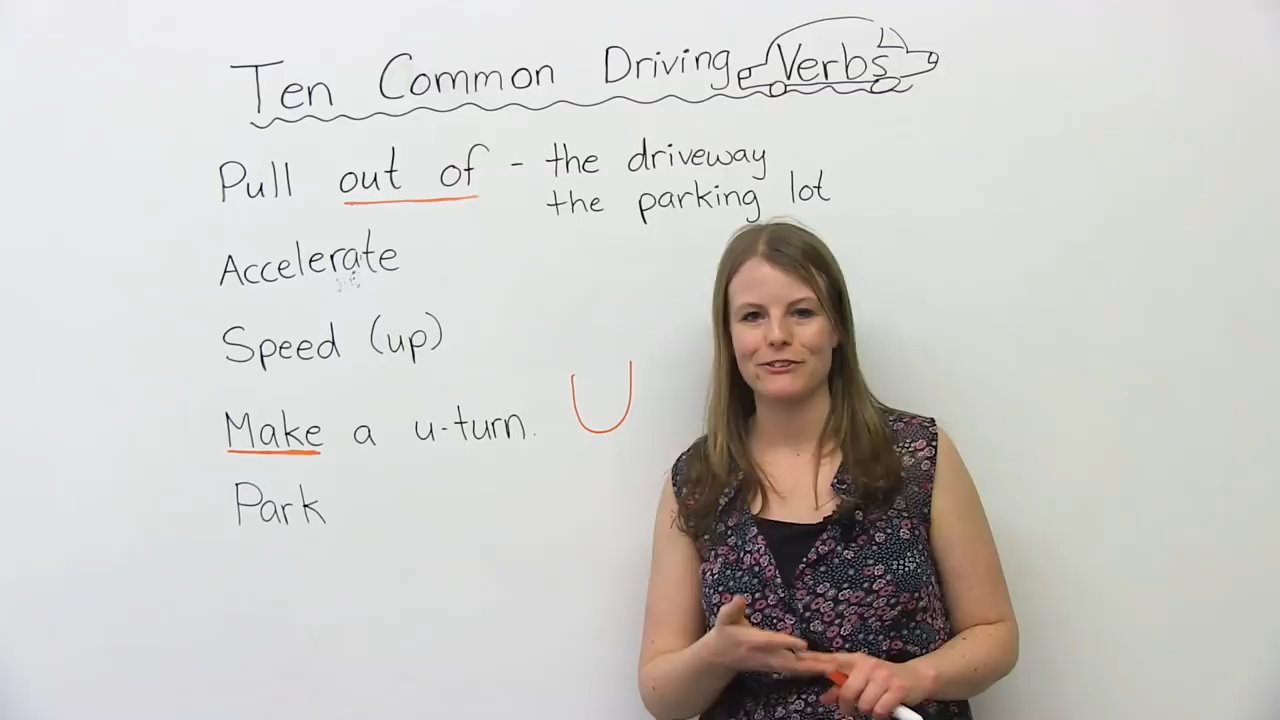 Ten Common Driving Verbs
Pull out of - the driveway
the parking lot
Accelerate
Speed (up)
Make a u-turn. U
Park